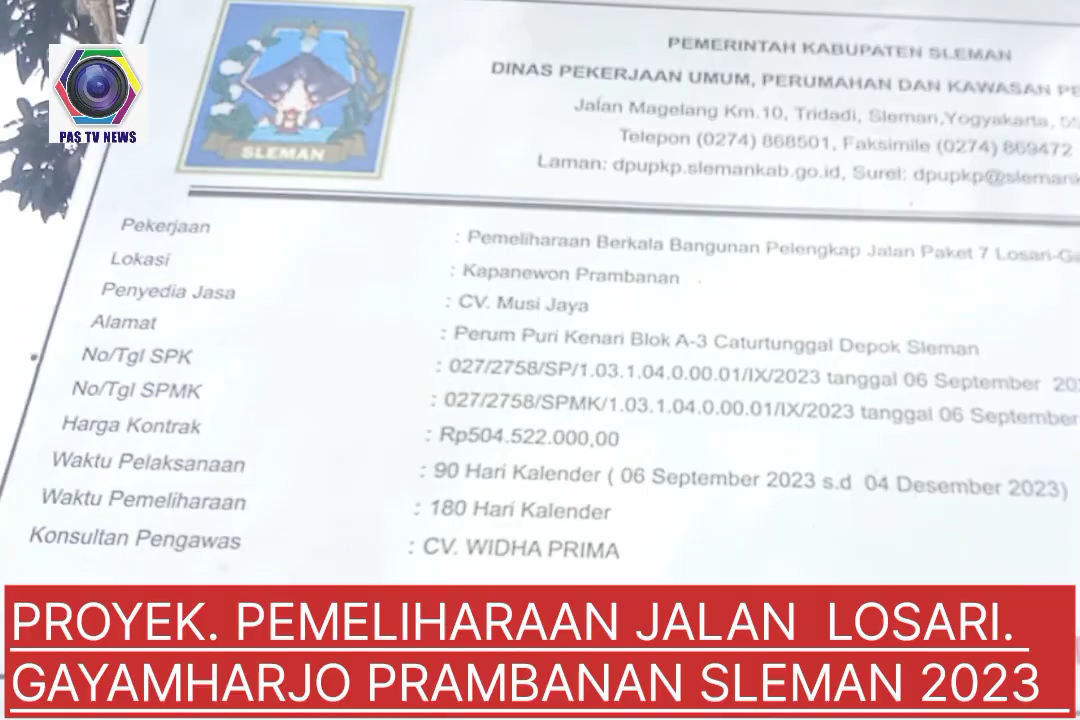 PEMERINTAH KABUPATEN SLEMAN
DINAS PEKERJAAN UMUM, PERUMAHAN DAN KAWASAN
Jalan Magelang Km.10, Tridadi, Sleman,Yogyakarta,
Telepon (0274) 868501, Faksimile (0274) 869472
Laman: dpupkp.slemankab.go.id, Surel:
SLEMAN
PAS TV NEWS
Pekerjaan : Pemeliharaan Berkala Bangunan Pelengkap Jalan Paket 7
Lokasi : Kapanewon Prambanan
Penyedia Jasa : CV. Musi Jaya
Alamat : Perum Puri Kenari Blok A-3 Caturtunggal Depok Sleman
No/Tgl SPK : 027/2758/SP/1.03.1.04.0.00.01/IX/2023 tanggal 06 September
No/Tgl SPMK : 027/2758/SPMK/1.03.1.04.0.00.01/IX/2023 tanggal 06 September
Harga Kontrak : Rp504.522.000,00
Waktu Pelaksanaan : 90 Hari Kalender ( 06 September 2023 s.d 04 Desember 2023)
Waktu Pemeliharaan : 180 Hari Kalender
Konsultan Pengawas : CV. WIDHA PRIMA
PROYEK. PEMELIHARAAN JALAN LOSARI.
GAYAMHARJO PRAMBANAN SLEMAN 2023